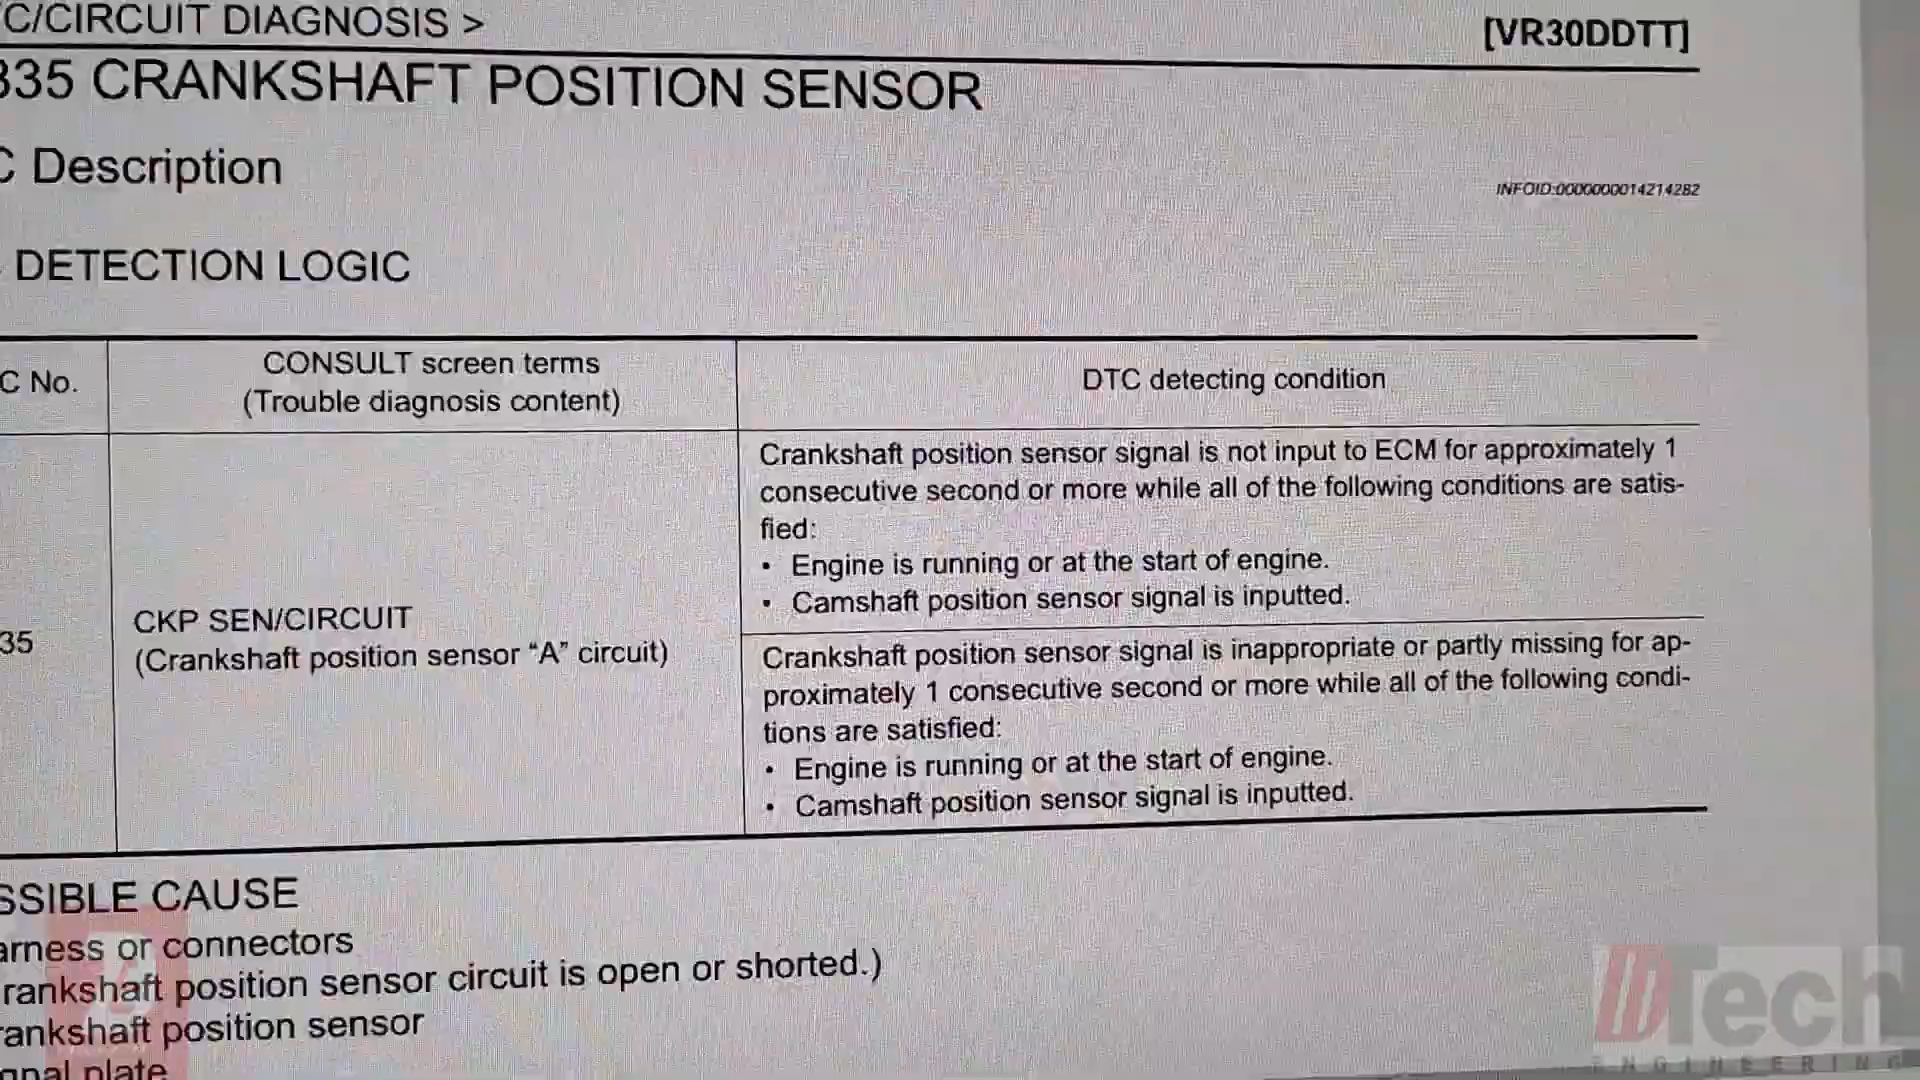 C/CIRCUIT DIAGNOSIS >
[VR30DDTT]
335 CRANKSHAFT POSITION SENSOR
C Description
INFOID:0000000014214282
DETECTION LOGIC
C No.
CONSULT screen terms
(Trouble diagnosis content)
DTC detecting condition
35
CKP SEN/CIRCUIT
(Crankshaft position sensor “A” circuit)
Crankshaft position sensor signal is not input to ECM for approximately 1
consecutive second or more while all of the following conditions are satis-
fied:
• Engine is running or at the start of engine.
• Camshaft position sensor signal is inputted.
Crankshaft position sensor signal is inappropriate or partly missing for ap-
proximately 1 consecutive second or more while all of the following condi-
tions are satisfied:
• Engine is running or at the start of engine.
• Camshaft position sensor signal is inputted.
SSIBLE CAUSE
arness or connectors
rankshaft position sensor circuit is open or shorted.)
rankshaft position sensor
gnal plate
DTech
ENGINEERING